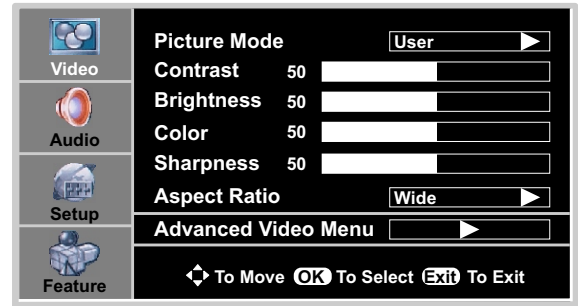 Video
Audio
Setup
Feature
Picture Mode User
Contrast 50
Brightness 50
Color 50
Sharpness 50
Aspect Ratio Wide
Advanced Video Menu
To Move OK To Select Exit To Exit